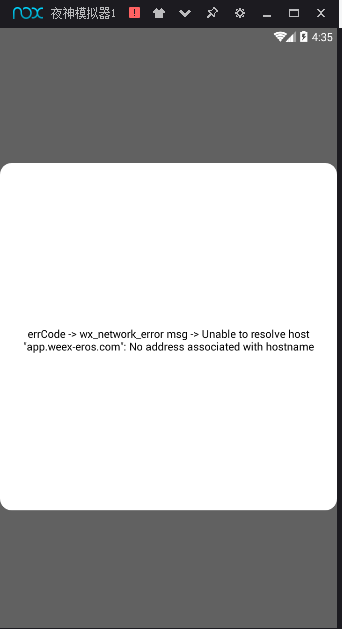 nox 夜神模拟器1
4:35
errCode -> wx_network_error msg -> Unable to resolve host
"app.weex-eros.com": No address associated with hostname